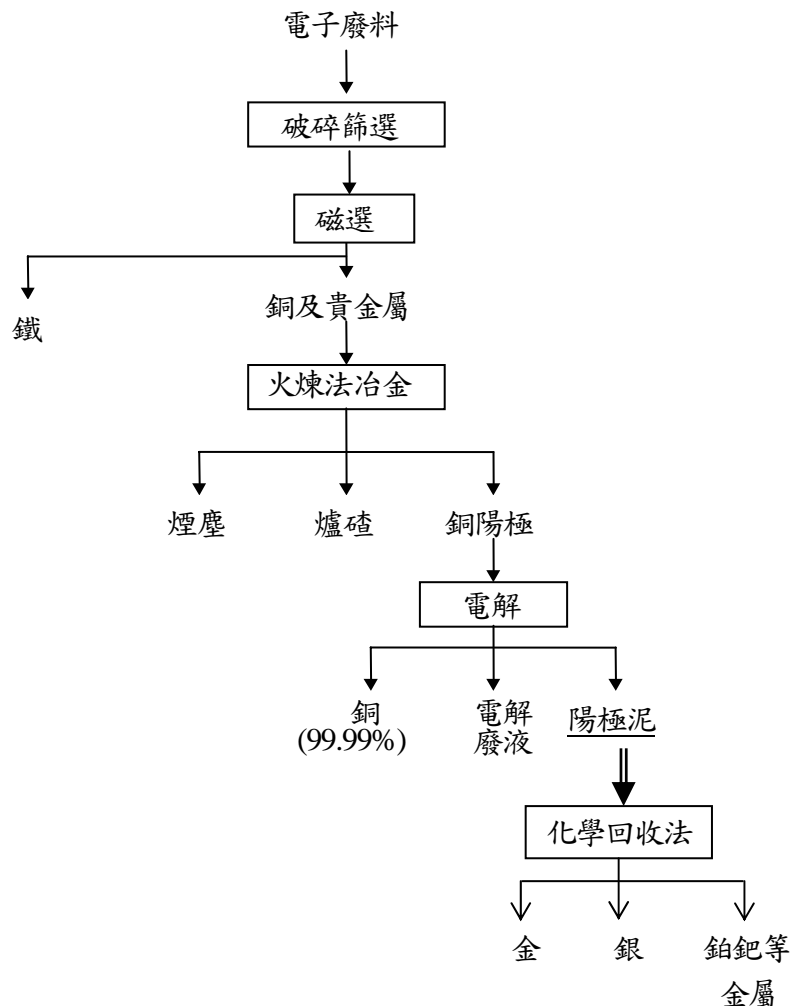 電子廢料
破碎篩選
磁選
鐵
銅及貴金屬
火煉法冶金
煙塵
爐碴
銅陽極
電解
銅
(99.99%)
電解
廢液
陽極泥
化學回收法
金
銀
鉑鈀等
金屬